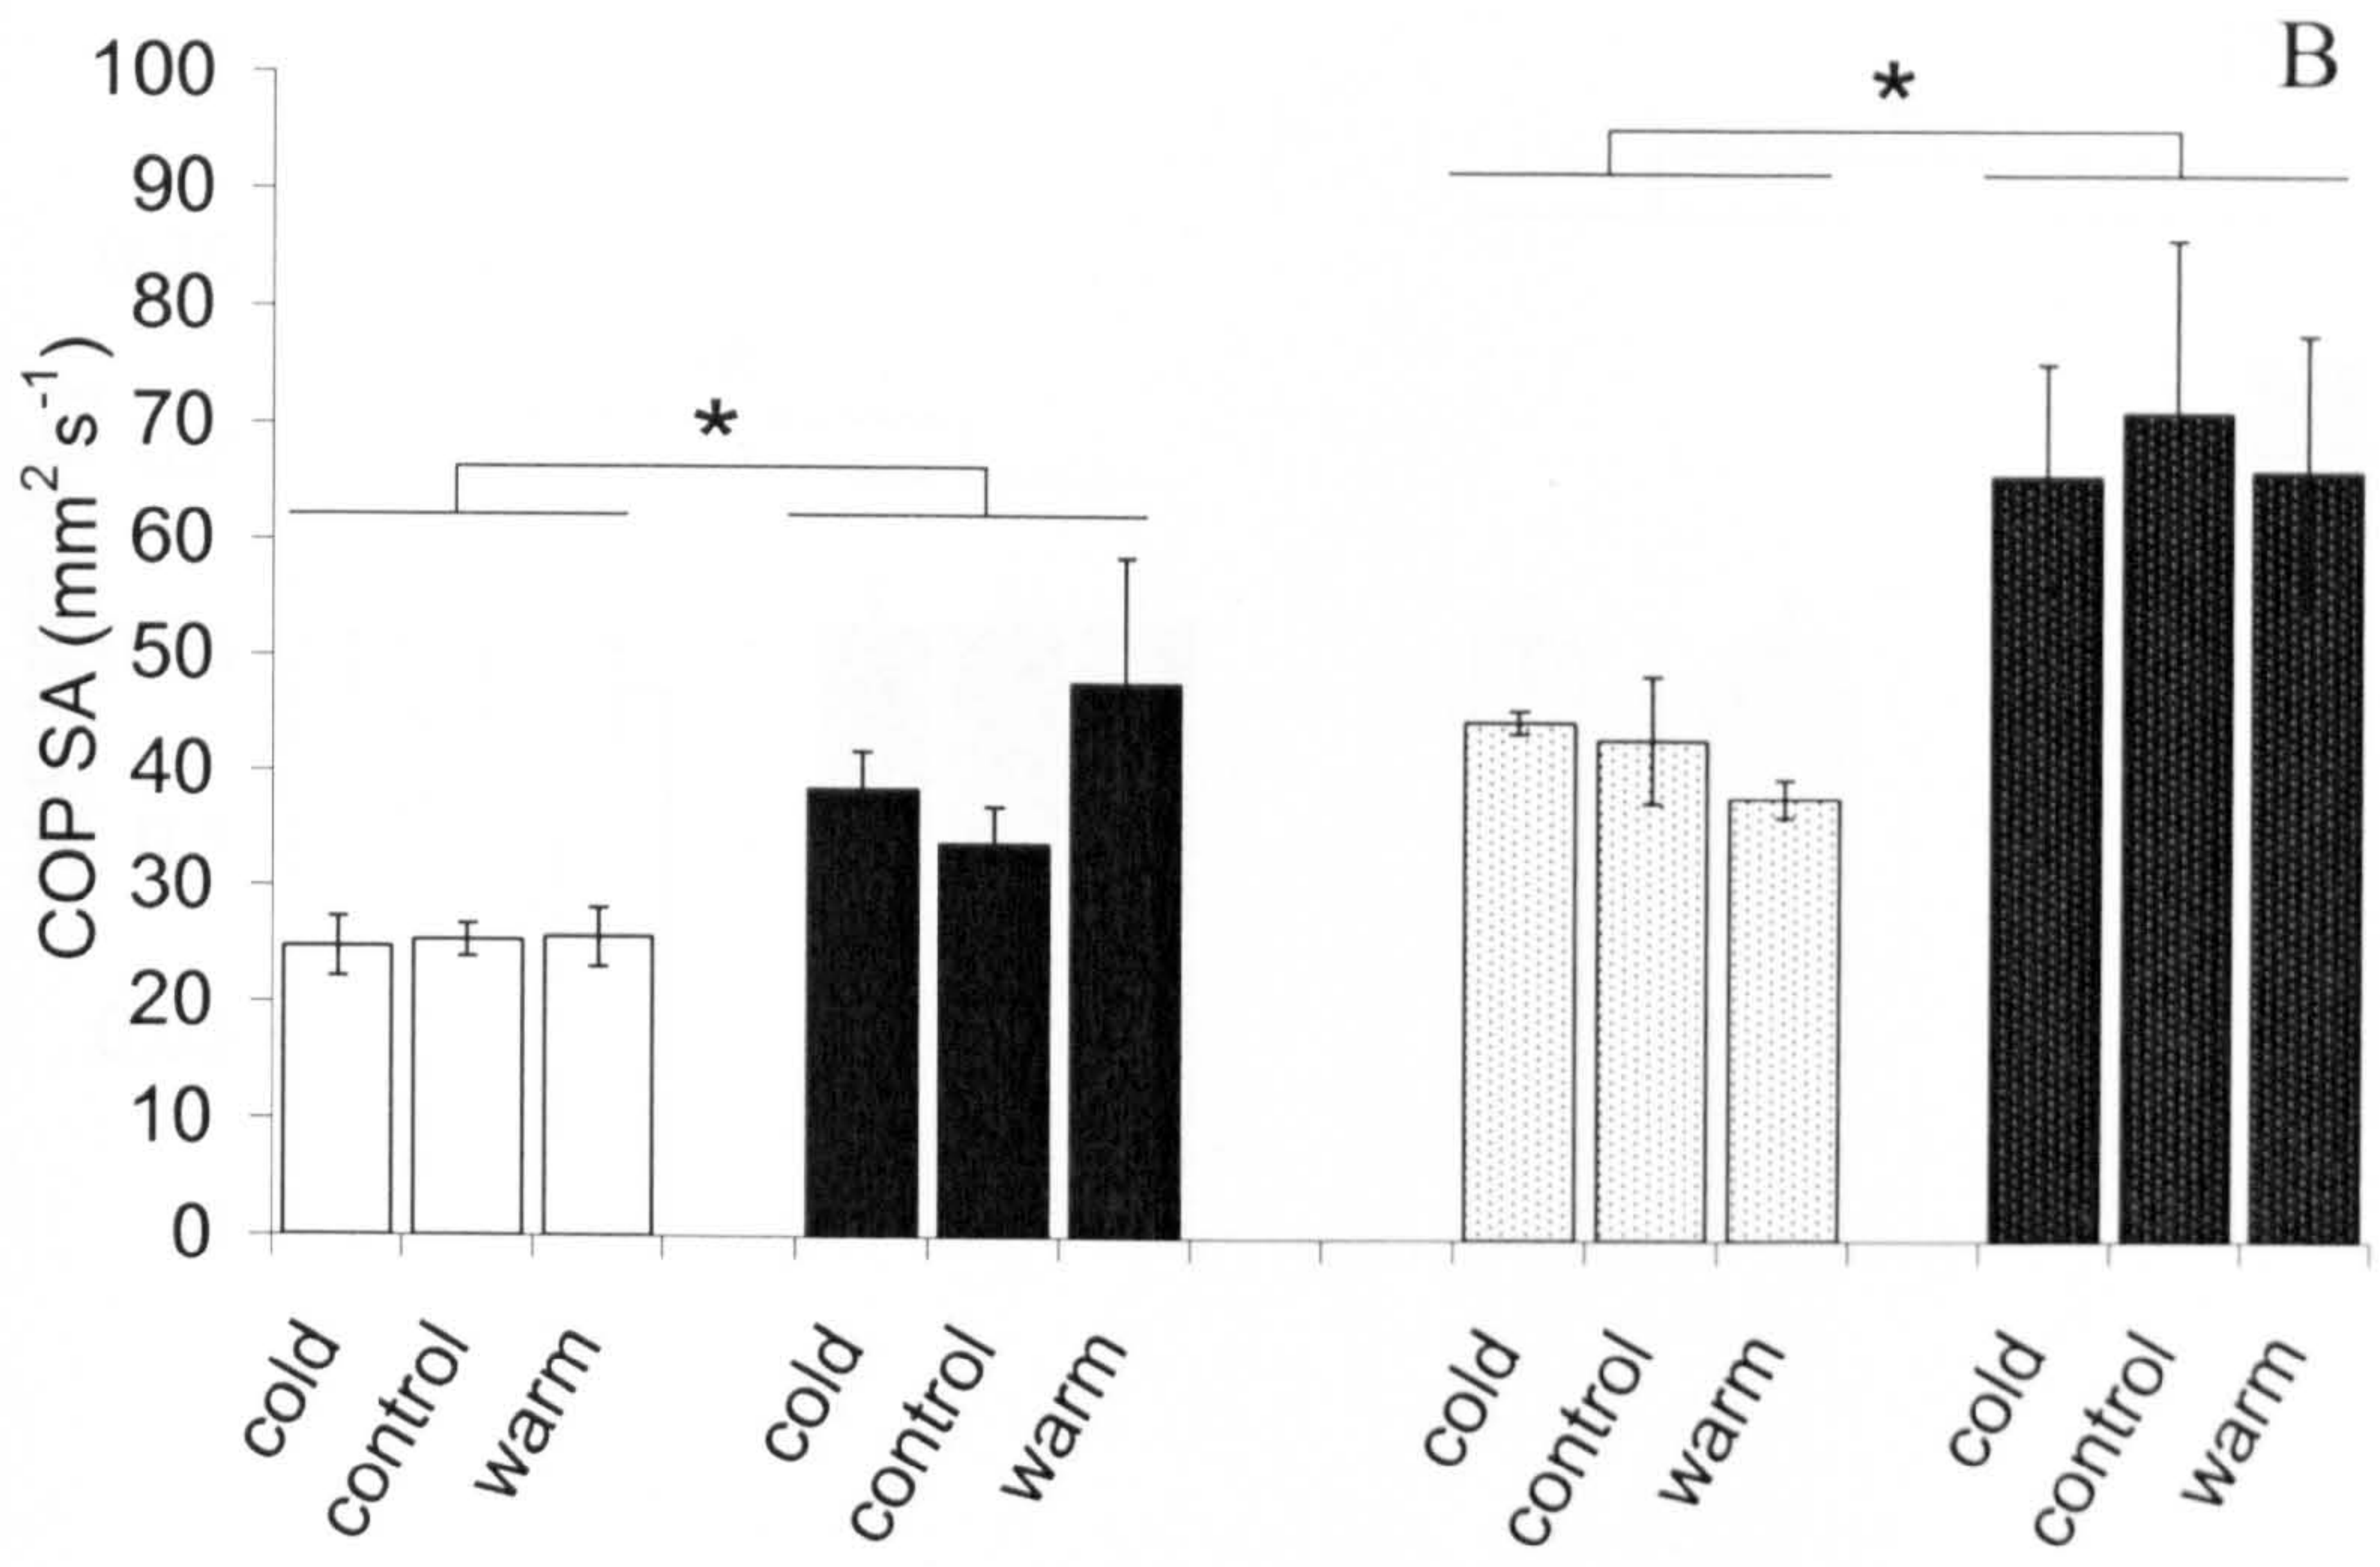 B
*
*
COP SA (mm² s⁻¹)
100
90
80
70
60
50
40
30
20
10
0
cold
control
warm
cold
control
warm
cold
control
warm
cold
control
warm